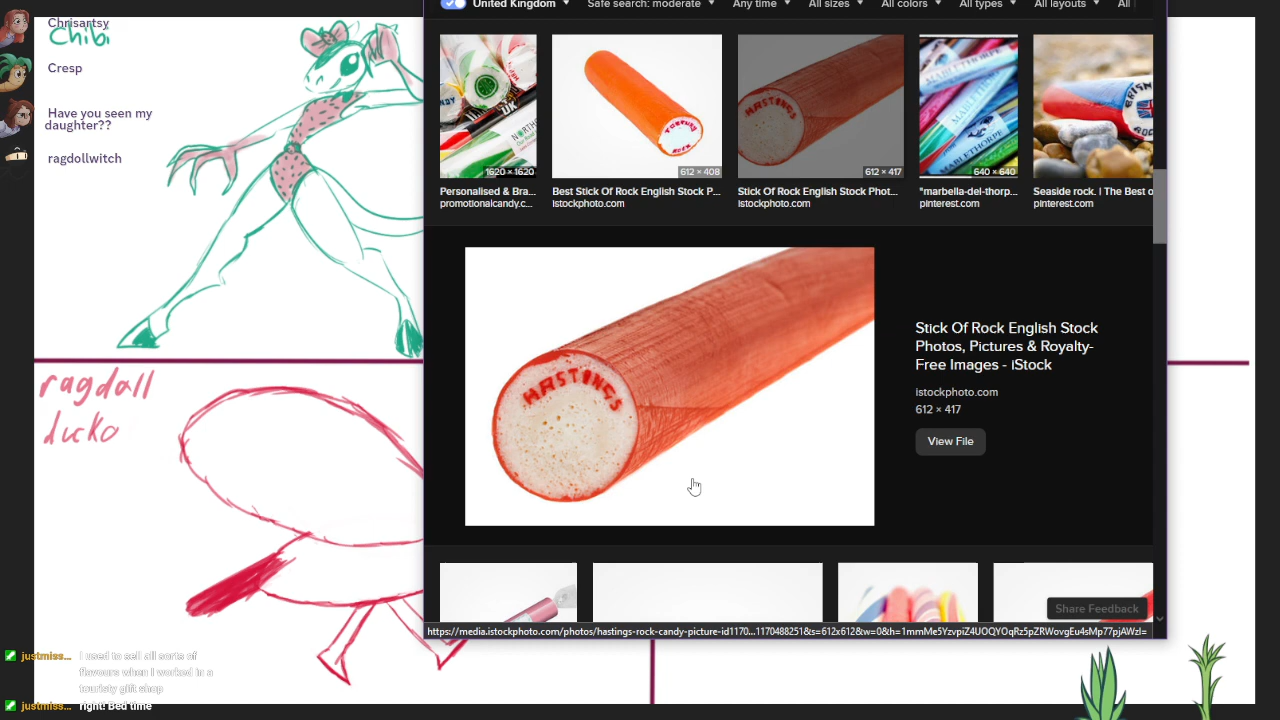 Chrisartsy
Chibi
Cresp
Have you seen my
daughter??
ragdollwitch
United Kingdom
Safe search: moderate
Any time
All sizes
All colors
All types
All layouts
All
UK
1620 × 1620
612 × 408
HASTINGS
612 × 417
640 × 640
Personalised & Bra...
promotionalcandy.c...
Best Stick Of Rock English Stock P...
istockphoto.com
Stick Of Rock English Stock Phot...
istockphoto.com
"marbella-del-thorp...
pinterest.com
Seaside rock. | The Best o
pinterest.com
HASTINGS
Stick Of Rock English Stock
Photos, Pictures & Royalty-
Free Images - iStock
istockphoto.com
612 × 417
View File
Share Feedback
https://media.istockphoto.com/photos/hastings-rock-candy-picture-id1170...1170488251&s=612x612&w=0&h=1mmMe5YzvpiZ4UOQYOqRz5pZRWovgEu4sMp77pjAWzI=
ragdall
ducko
justmiss... I used to sell all sorts of
flavours when I worked in a
touristy gift shop
justmiss... right! Bed time